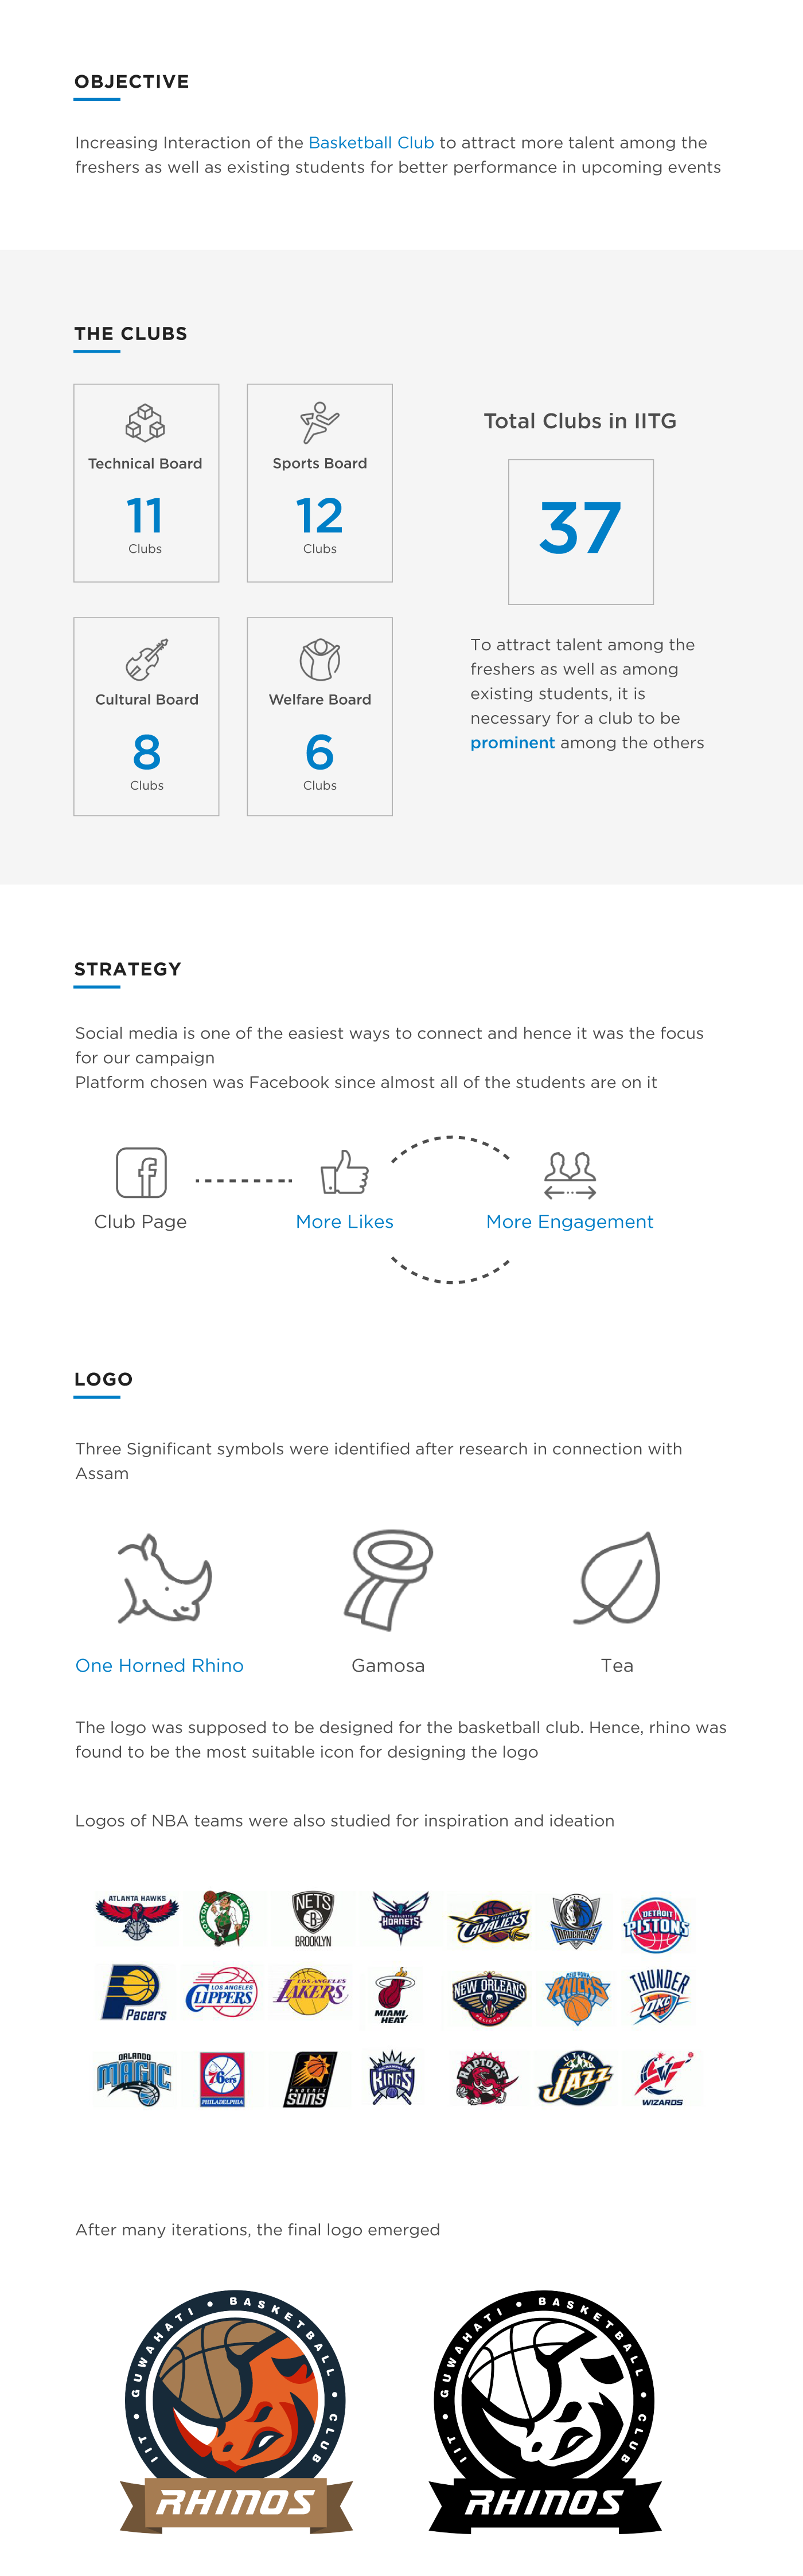 OBJECTIVE
Increasing Interaction of the Basketball Club to attract more talent among the
freshers as well as existing students for better performance in upcoming events
THE CLUBS
Technical Board
11
Clubs
Sports Board
12
Clubs
Cultural Board
8
Clubs
Welfare Board
6
Clubs
Total Clubs in IITG
37
To attract talent among the
freshers as well as among
existing students, it is
necessary for a club to be
prominent among the others
STRATEGY
Social media is one of the easiest ways to connect and hence it was the focus
for our campaign
Platform chosen was Facebook since almost all of the students are on it
Club Page
More Likes
More Engagement
LOGO
Three Significant symbols were identified after research in connection with
Assam
One Horned Rhino
Gamosa
Tea
The logo was supposed to be designed for the basketball club. Hence, rhino was
found to be the most suitable icon for designing the logo
Logos of NBA teams were also studied for inspiration and ideation
ATLANTA HAWKS
BOSTON CELTICS
NETS
B
BROOKLYN
HORNETS
CAVALIERS
MAVERICKS
DETROIT
PISTONS
Pacers
LOS ANGELES
CLIPPERS
LOS ANGELES
LAKERS
MIAMI
HEAT
NEW ORLEANS
PELICANS
NEW YORK
KNICKS
THUNDER
OKC
ORLANDO
MAGIC
76ers
PHILADELPHIA
PHOENIX
SUNS
KINGS
RAPTORS
UTAH
JAZZ
WIZARDS
After many iterations, the final logo emerged
IIT • GUWAHATI • BASKETBALL • CLUB
RHINOS
IIT • GUWAHATI • BASKETBALL • CLUB
RHINOS